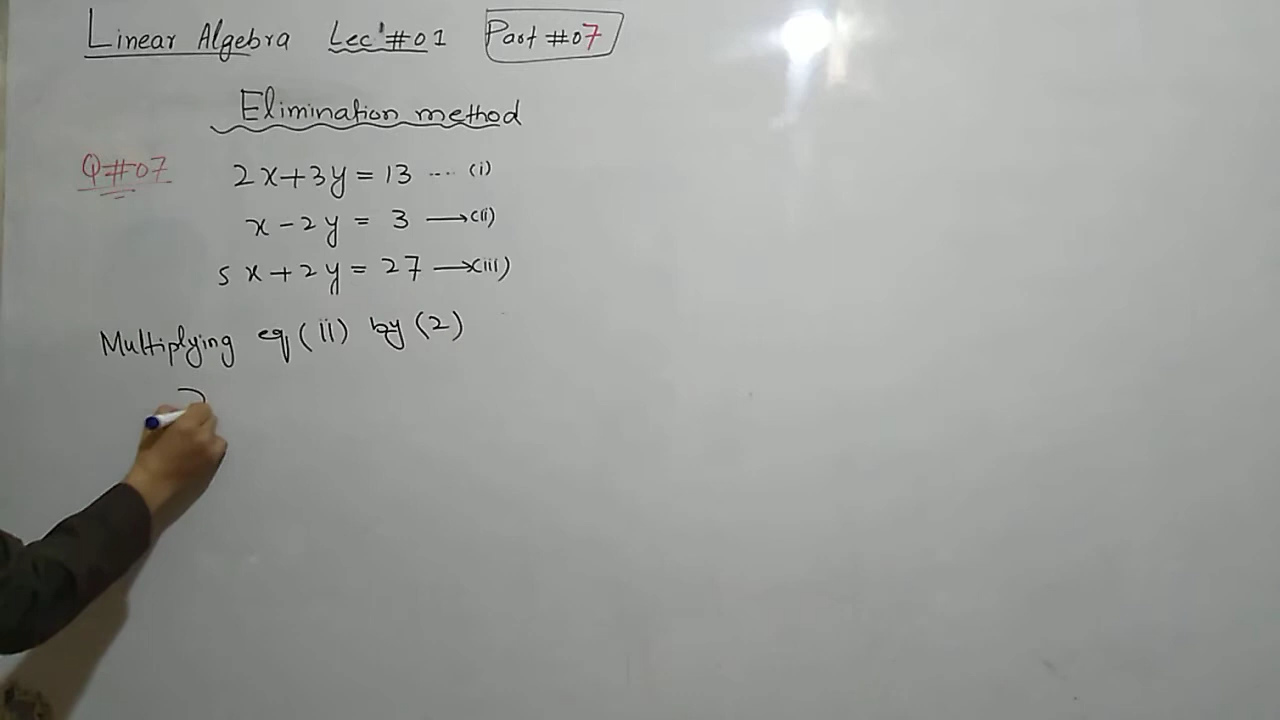 Linear Algebra Lec'#01 Part #07
Elimination method
Q#07 2x+3y = 13 ---- (i)
x-2y = 3 →(ii)
5x+2y = 27 →(iii)
Multiplying eq (ii) by (2)